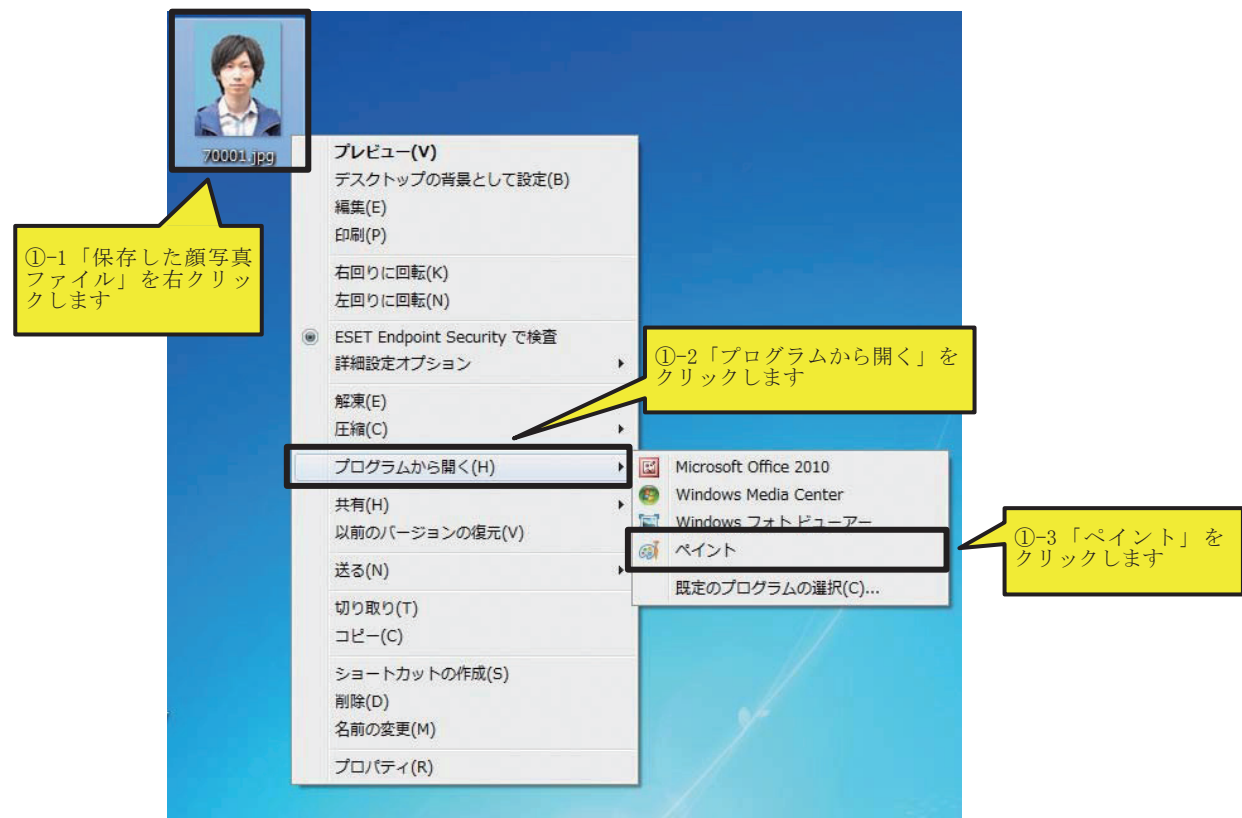 70001.jpg
①-1「保存した顔写真
ファイル」を右クリッ
クします
プレビュー(V)
デスクトップの背景として設定(B)
編集(E)
印刷(P)
右回りに回転(K)
左回りに回転(N)
ESET Endpoint Security で検査
詳細設定オプション
①-2「プログラムから開く」を
クリックします
解凍(E)
圧縮(C)
プログラムから開く(H)
共有(H)
以前のバージョンの復元(V)
送る(N)
切り取り(T)
コピー(C)
ショートカットの作成(S)
削除(D)
名前の変更(M)
プロパティ(R)
Microsoft Office 2010
Windows Media Center
Windows フォト ビューアー
ペイント
既定のプログラムの選択(C)...
①-3「ペイント」を
クリックします